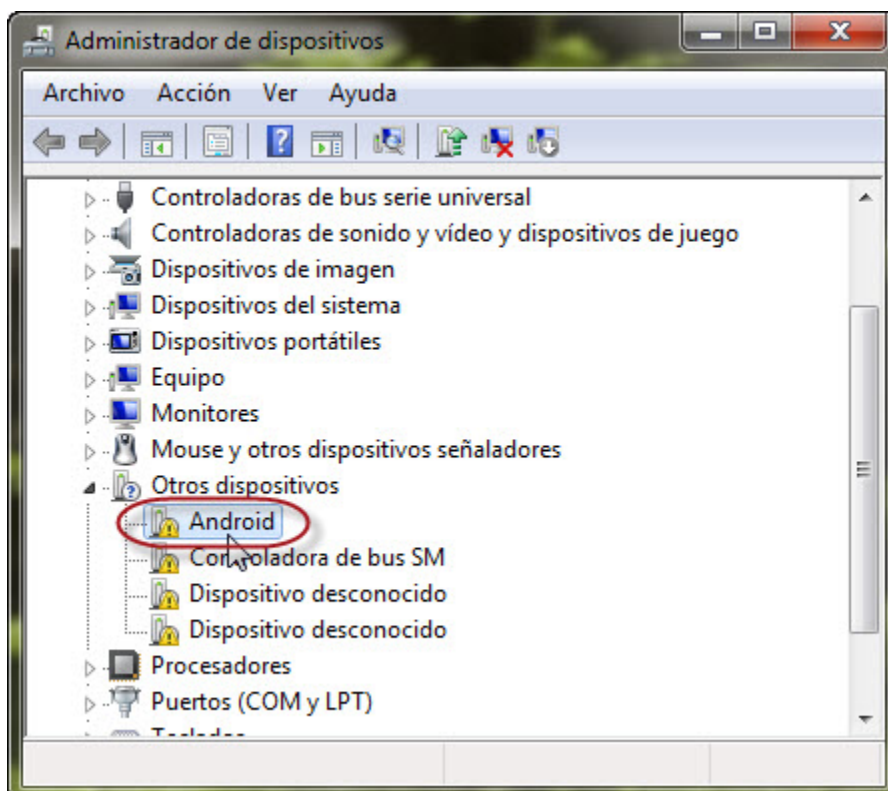 Administrador de dispositivos
Archivo Acción Ver Ayuda
Controladoras de bus serie universal
Controladoras de sonido y vídeo y dispositivos de juego
Dispositivos de imagen
Dispositivos del sistema
Dispositivos portátiles
Equipo
Monitores
Mouse y otros dispositivos señaladores
Otros dispositivos
Android
Controladora de bus SM
Dispositivo desconocido
Dispositivo desconocido
Procesadores
Puertos (COM y LPT)